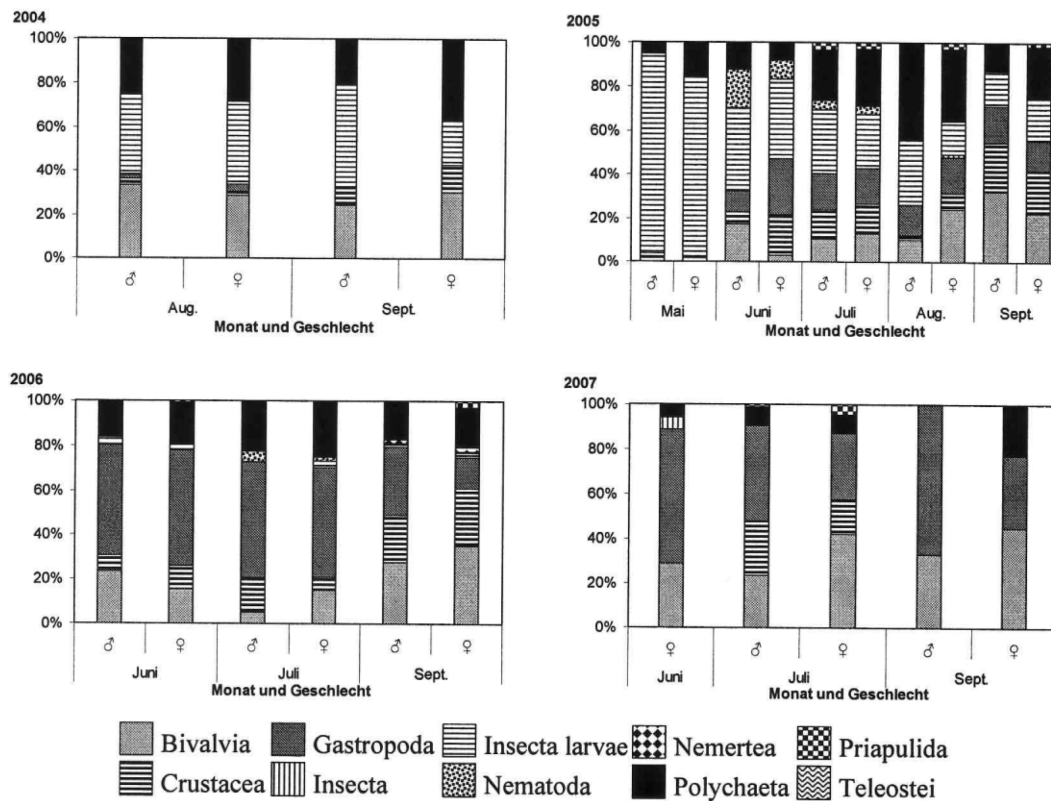 2004
100%
80%
60%
40%
20%
0%
♂ ♀ ♂ ♀
Aug. Sept.
Monat und Geschlecht
2005
100%
80%
60%
40%
20%
0%
♂ ♀ ♂ ♀ ♂ ♀ ♂ ♀ ♂ ♀
Mai Juni Juli Aug. Sept.
Monat und Geschlecht
2006
100%
80%
60%
40%
20%
0%
♂ ♀ ♂ ♀ ♂ ♀
Juni Juli Sept.
Monat und Geschlecht
2007
100%
80%
60%
40%
20%
0%
♀ ♂ ♀ ♂ ♀
Juni Juli Sept.
Monat und Geschlecht
Bivalvia Gastropoda Insecta larvae Nemertea Priapulida
Crustacea Insecta Nematoda Polychaeta Teleostei